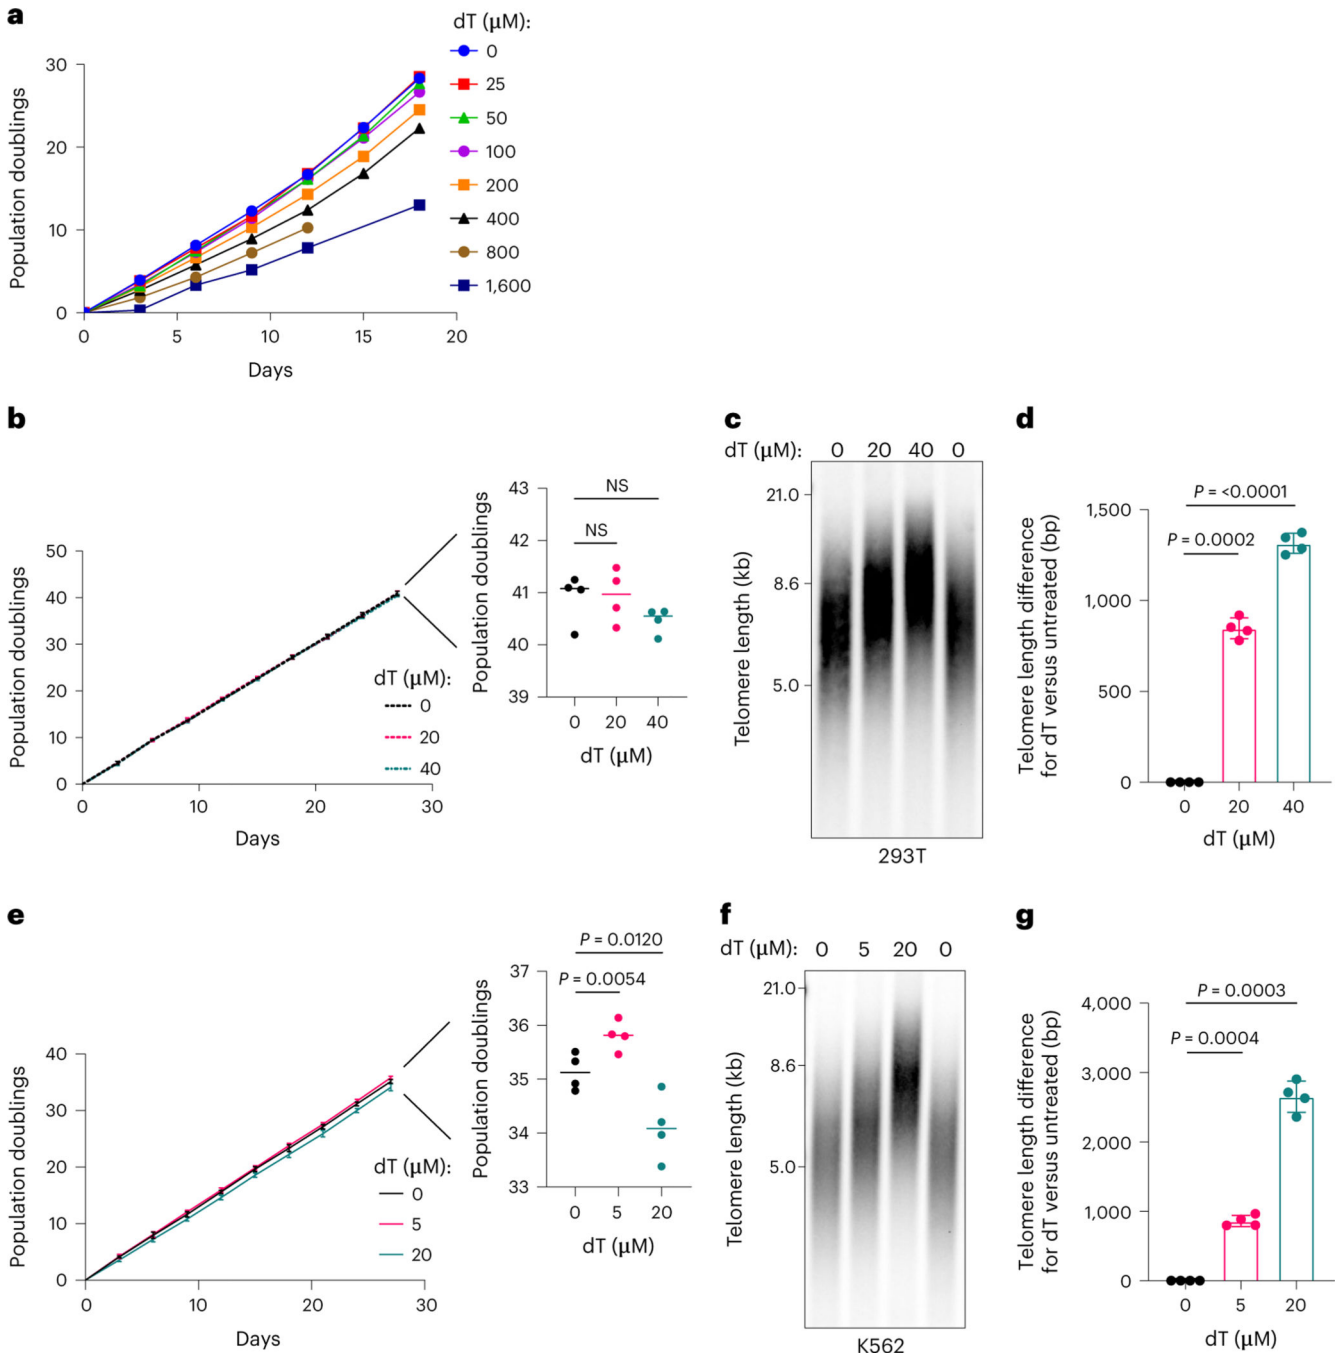 a
dT (μM):
0
25
50
100
200
400
800
1,600
Population doublings
30
20
10
0
0 5 10 15 20
Days
b
Population doublings
50
40
30
20
10
0
0 10 20 30
Days
dT (μM):
0
20
40
Population doublings
43
42
41
40
39
NS
NS
0 20 40
dT (μM)
c
dT (μM): 0 20 40 0
Telomere length (kb)
21.0
8.6
5.0
293T
d
Telomere length difference
for dT versus untreated (bp)
P = <0.0001
P = 0.0002
1,500
1,000
500
0
0 20 40
dT (μM)
e
Population doublings
40
30
20
10
0
0 10 20 30
Days
dT (μM):
0
5
20
Population doublings
P = 0.0120
P = 0.0054
37
36
35
34
33
0 5 20
dT (μM)
f
dT (μM): 0 5 20 0
Telomere length (kb)
21.0
8.6
5.0
K562
g
Telomere length difference
for dT versus untreated (bp)
P = 0.0003
P = 0.0004
4,000
3,000
2,000
1,000
0
0 5 20
dT (μM)